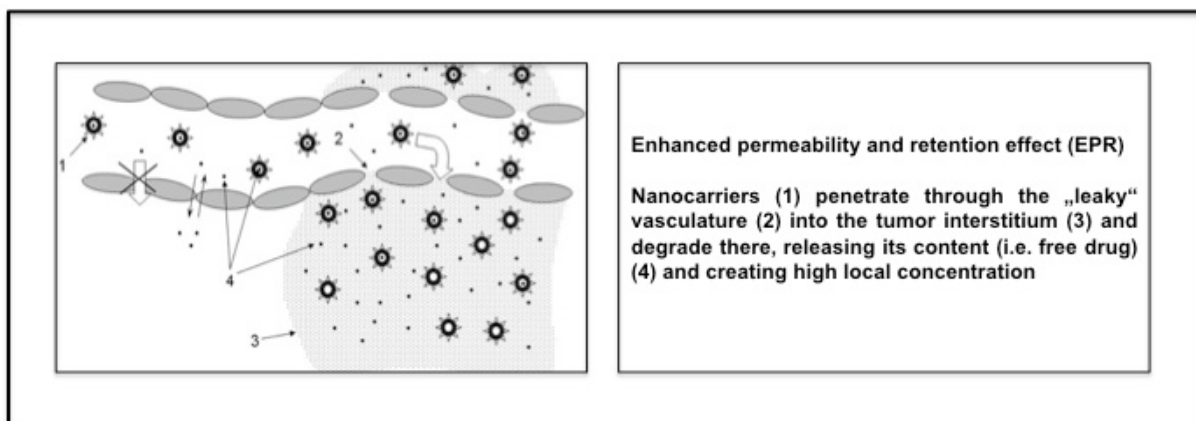 1
2
3
4
Enhanced permeability and retention effect (EPR)
Nanocarriers (1) penetrate through the „leaky“
vasculature (2) into the tumor interstitium (3) and
degrade there, releasing its content (i.e. free drug)
(4) and creating high local concentration